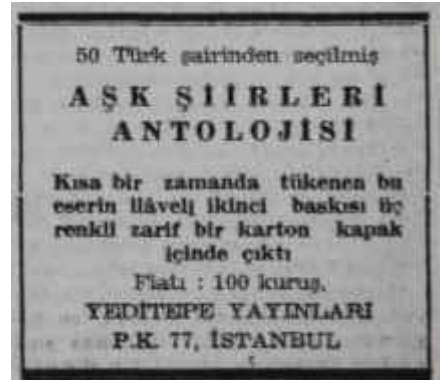 50 Türk şairinden seçilmiş
AŞK ŞİİRLERİ
ANTOLOJİSİ
Kısa bir zamanda tükenen bu
eserin ilâveli ikinci baskısı üç
renkli zarif bir karton kapak
içinde çıktı
Fiatı : 100 kuruş.
YEDİTEPE YAYINLARI
P.K. 77, İSTANBUL